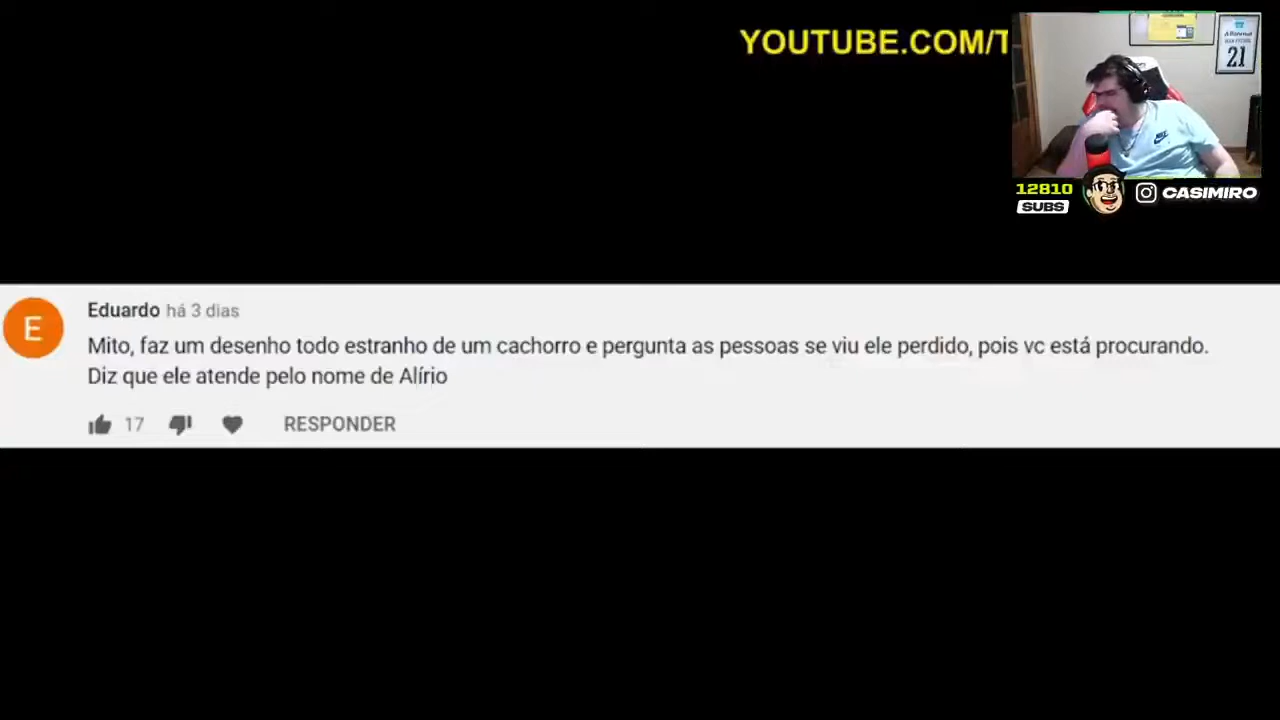 YOUTUBE.COM/T
21
12810
SUBS
CASIMIRO
E
Eduardo há 3 dias
Mito, faz um desenho todo estranho de um cachorro e pergunta as pessoas se viu ele perdido, pois vc está procurando.
Diz que ele atende pelo nome de Alírio
17
RESPONDER